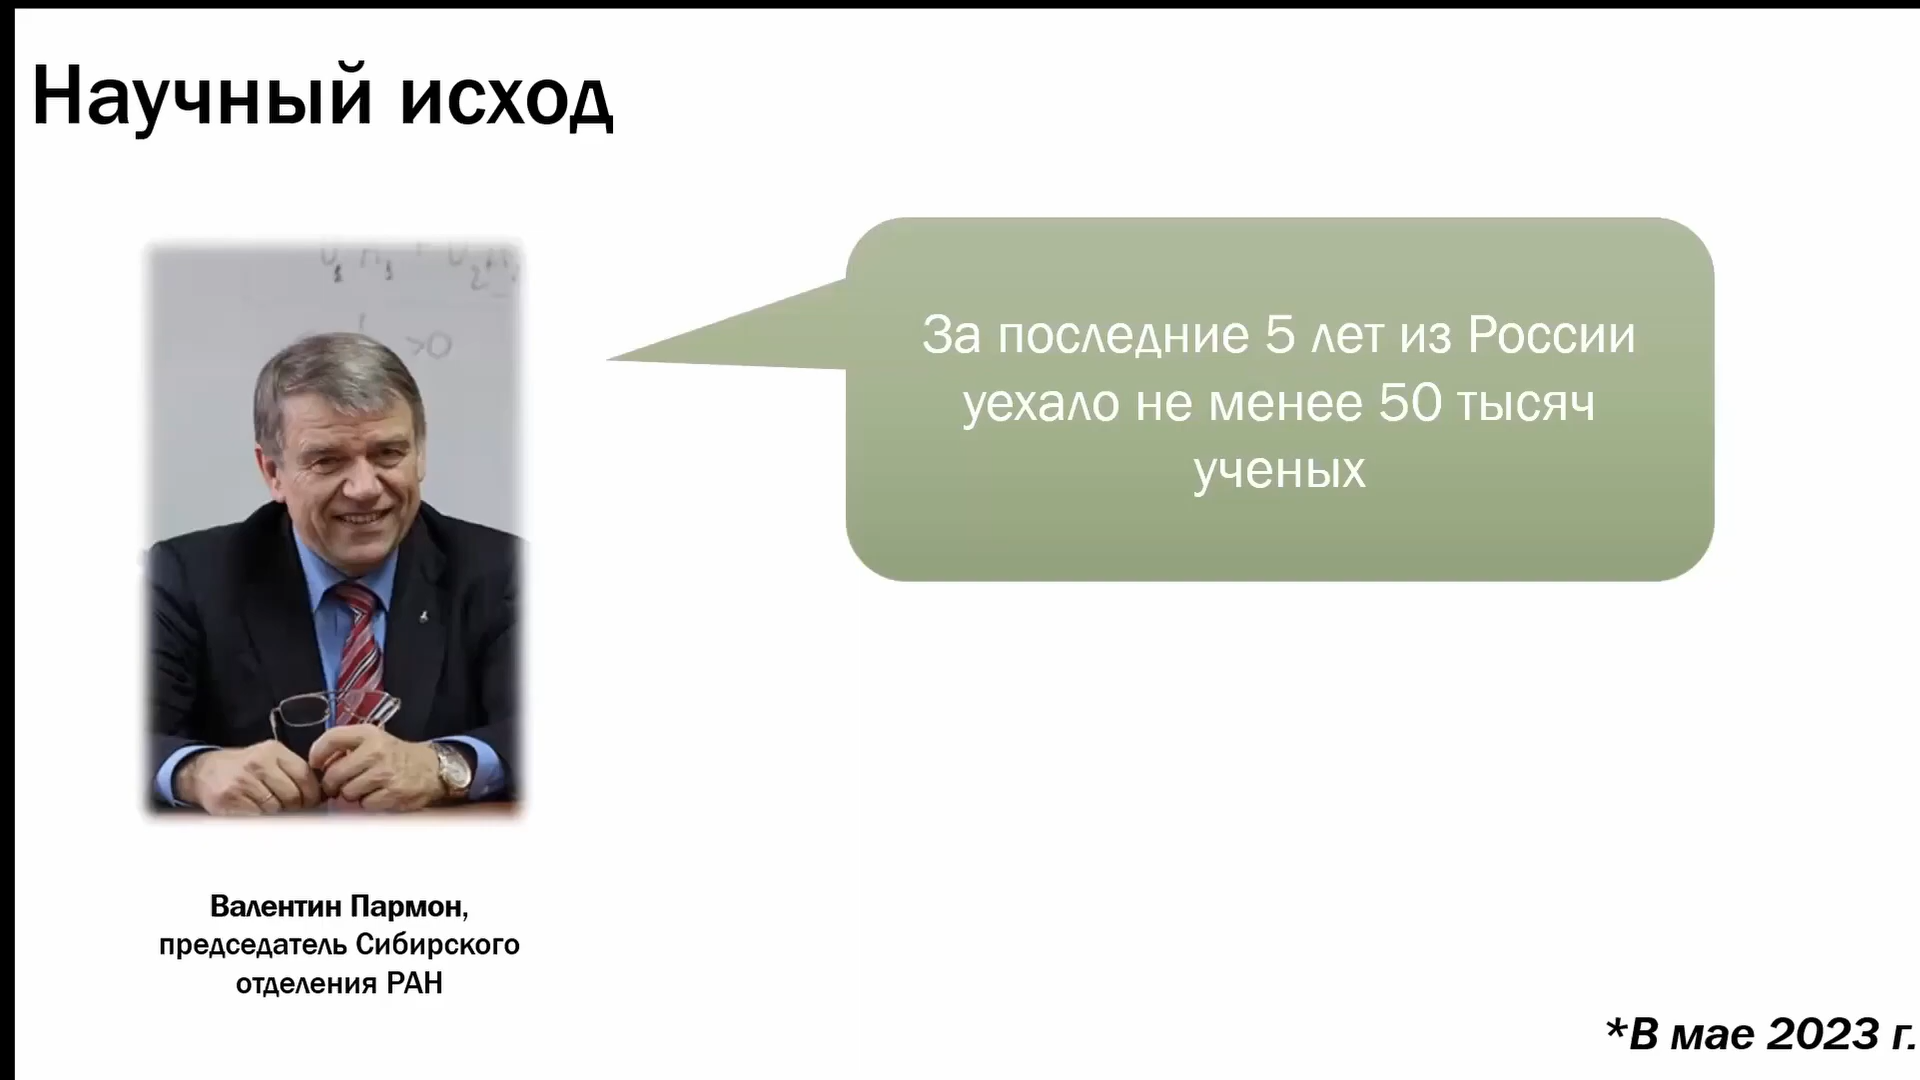 Научный исход
За последние 5 лет из России
уехало не менее 50 тысяч
ученых
>0
Валентин Пармон,
председатель Сибирского
отделения РАН
*В мае 2023 г.